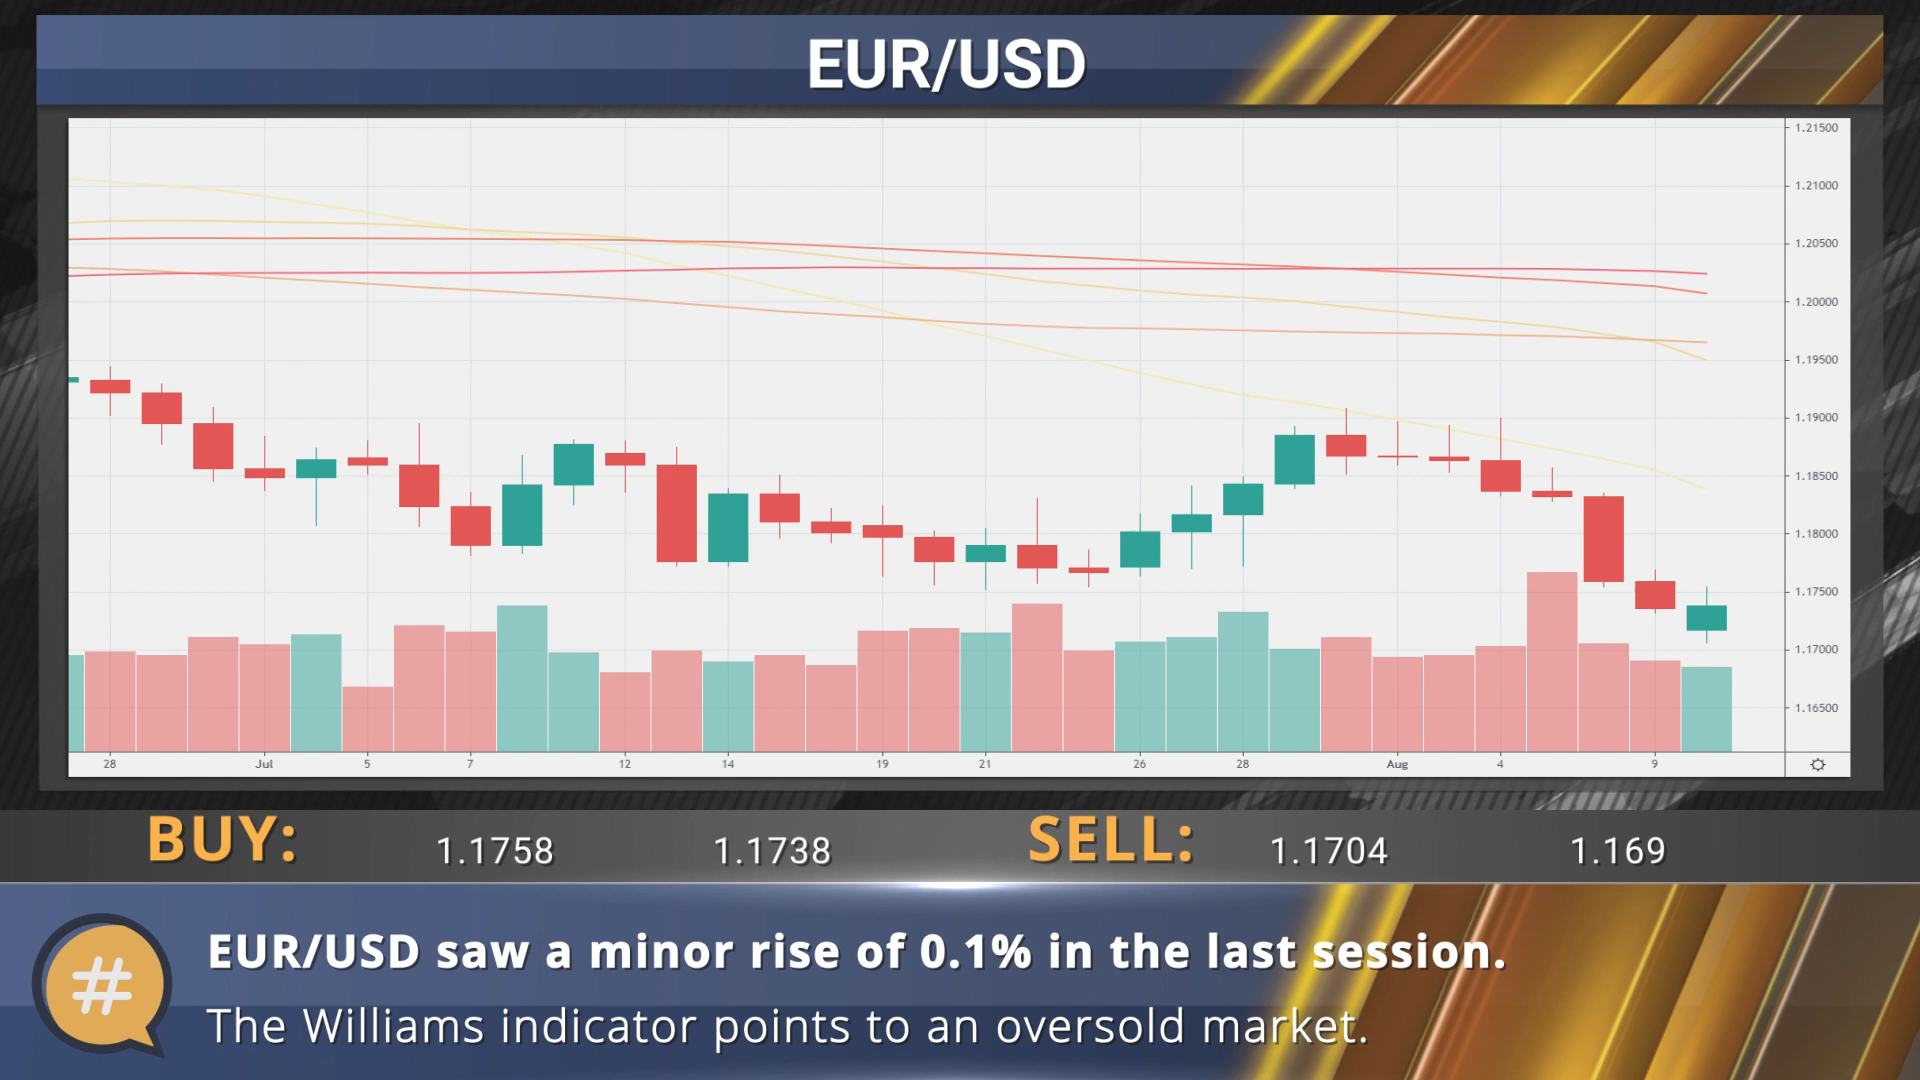 EUR/USD
1.21500
1.21000
1.20500
1.20000
1.19500
1.19000
1.18500
1.18000
1.17500
1.17000
1.16500
28 Jul 5 7 12 14 19 21 26 28 Aug 4 9
BUY: 1.1758 1.1738 SELL: 1.1704 1.169
#
EUR/USD saw a minor rise of 0.1% in the last session.
The Williams indicator points to an oversold market.